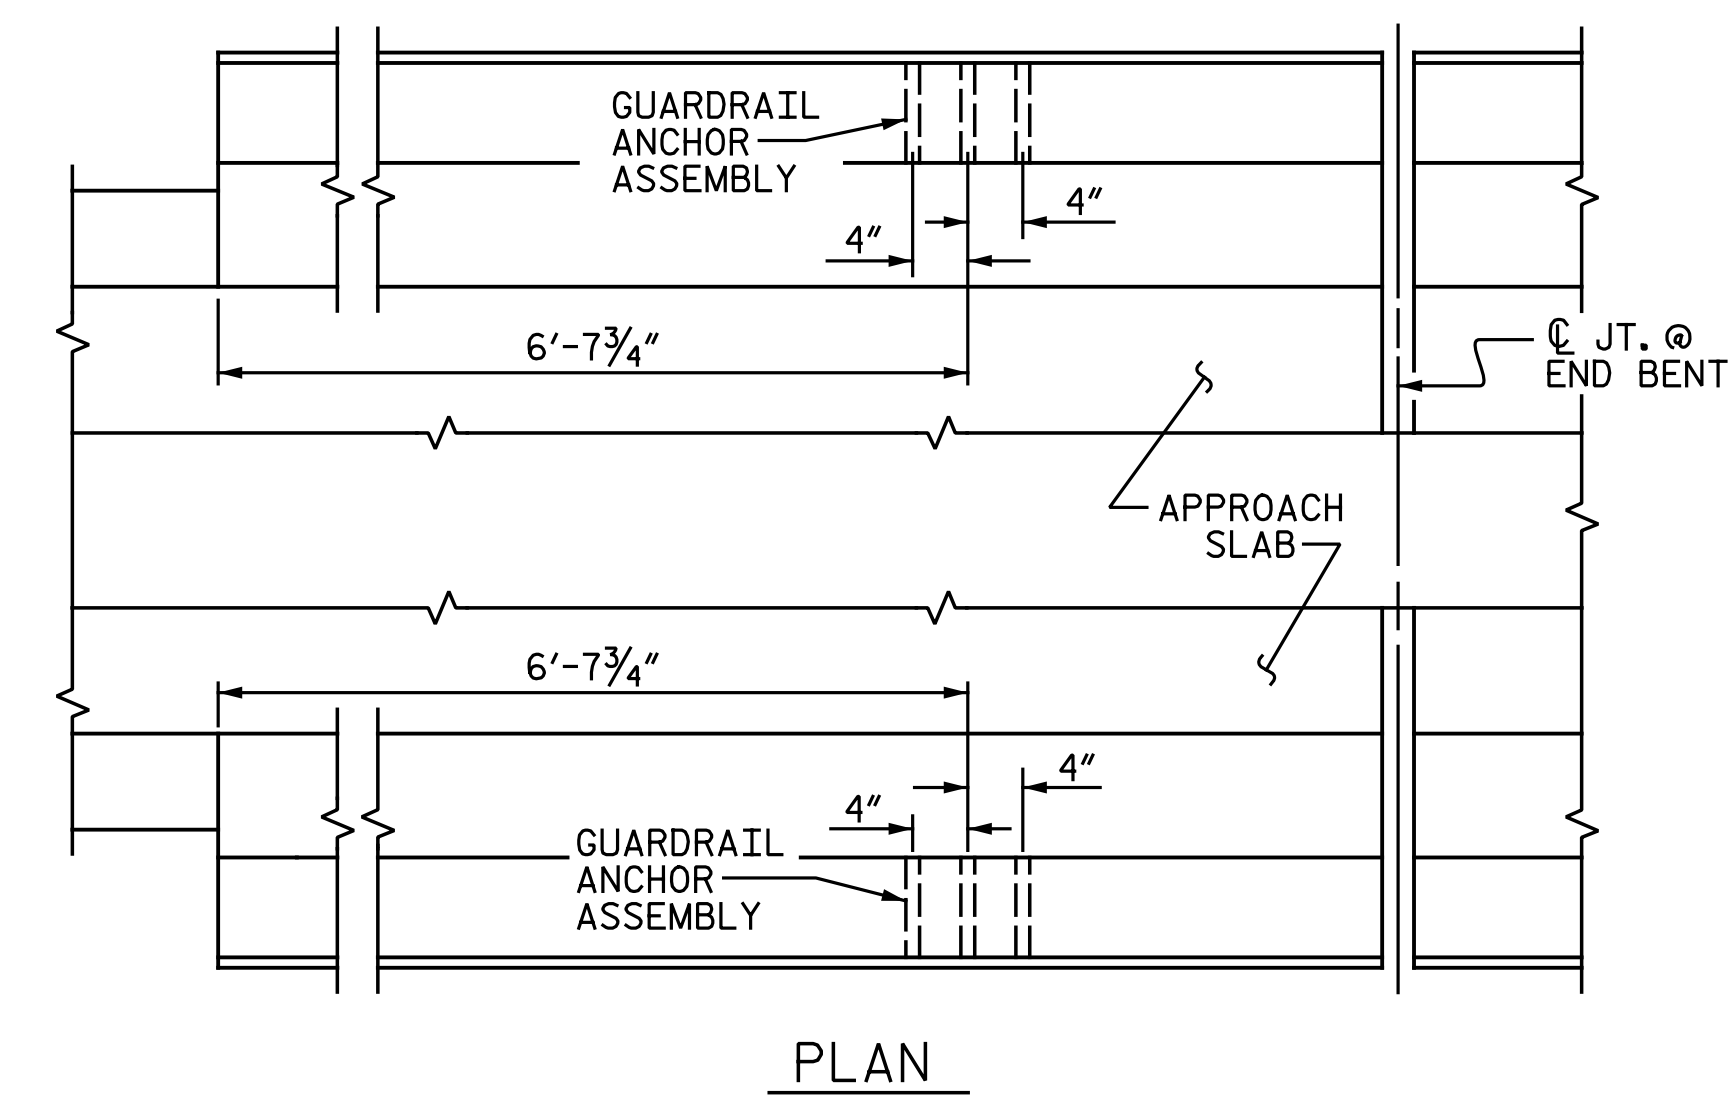 GUARDRAIL
ANCHOR
ASSEMBLY
4"
4"
6'-7¾"
℄ JT. @
END BENT
APPROACH
SLAB
6'-7¾"
4"
4"
GUARDRAIL
ANCHOR
ASSEMBLY
PLAN